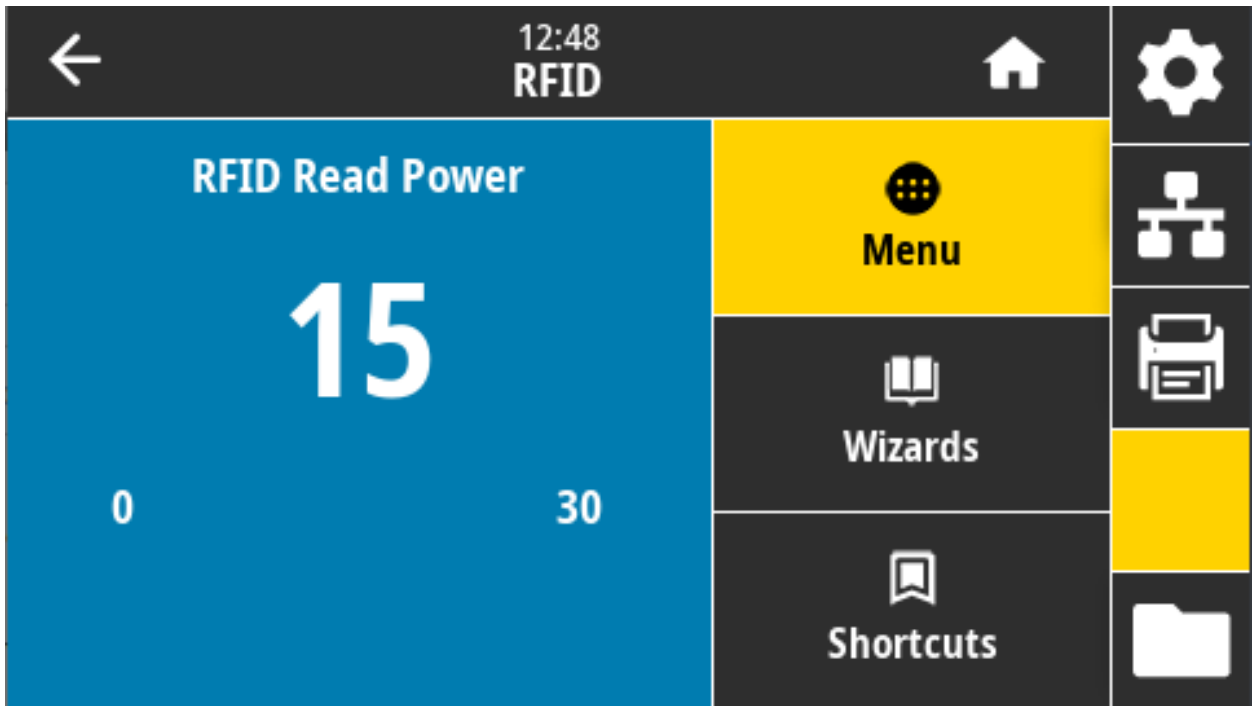 12:48
RFID
RFID Read Power
15
0 30
Menu
Wizards
Shortcuts